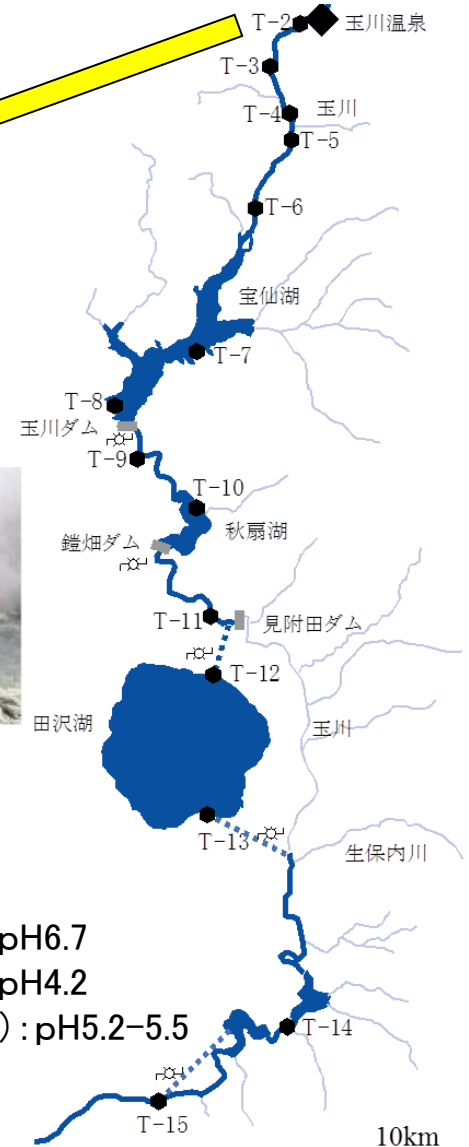 T-2
玉川温泉
T-3
T-4
玉川
T-5
T-6
宝仙湖
T-7
T-8
玉川ダム
T-9
T-10
秋扇湖
鎧畑ダム
T-11
見附田ダム
T-12
田沢湖
玉川
T-13
生保内川
pH6.7
pH4.2
）：pH5.2-5.5
T-14
T-15
10km